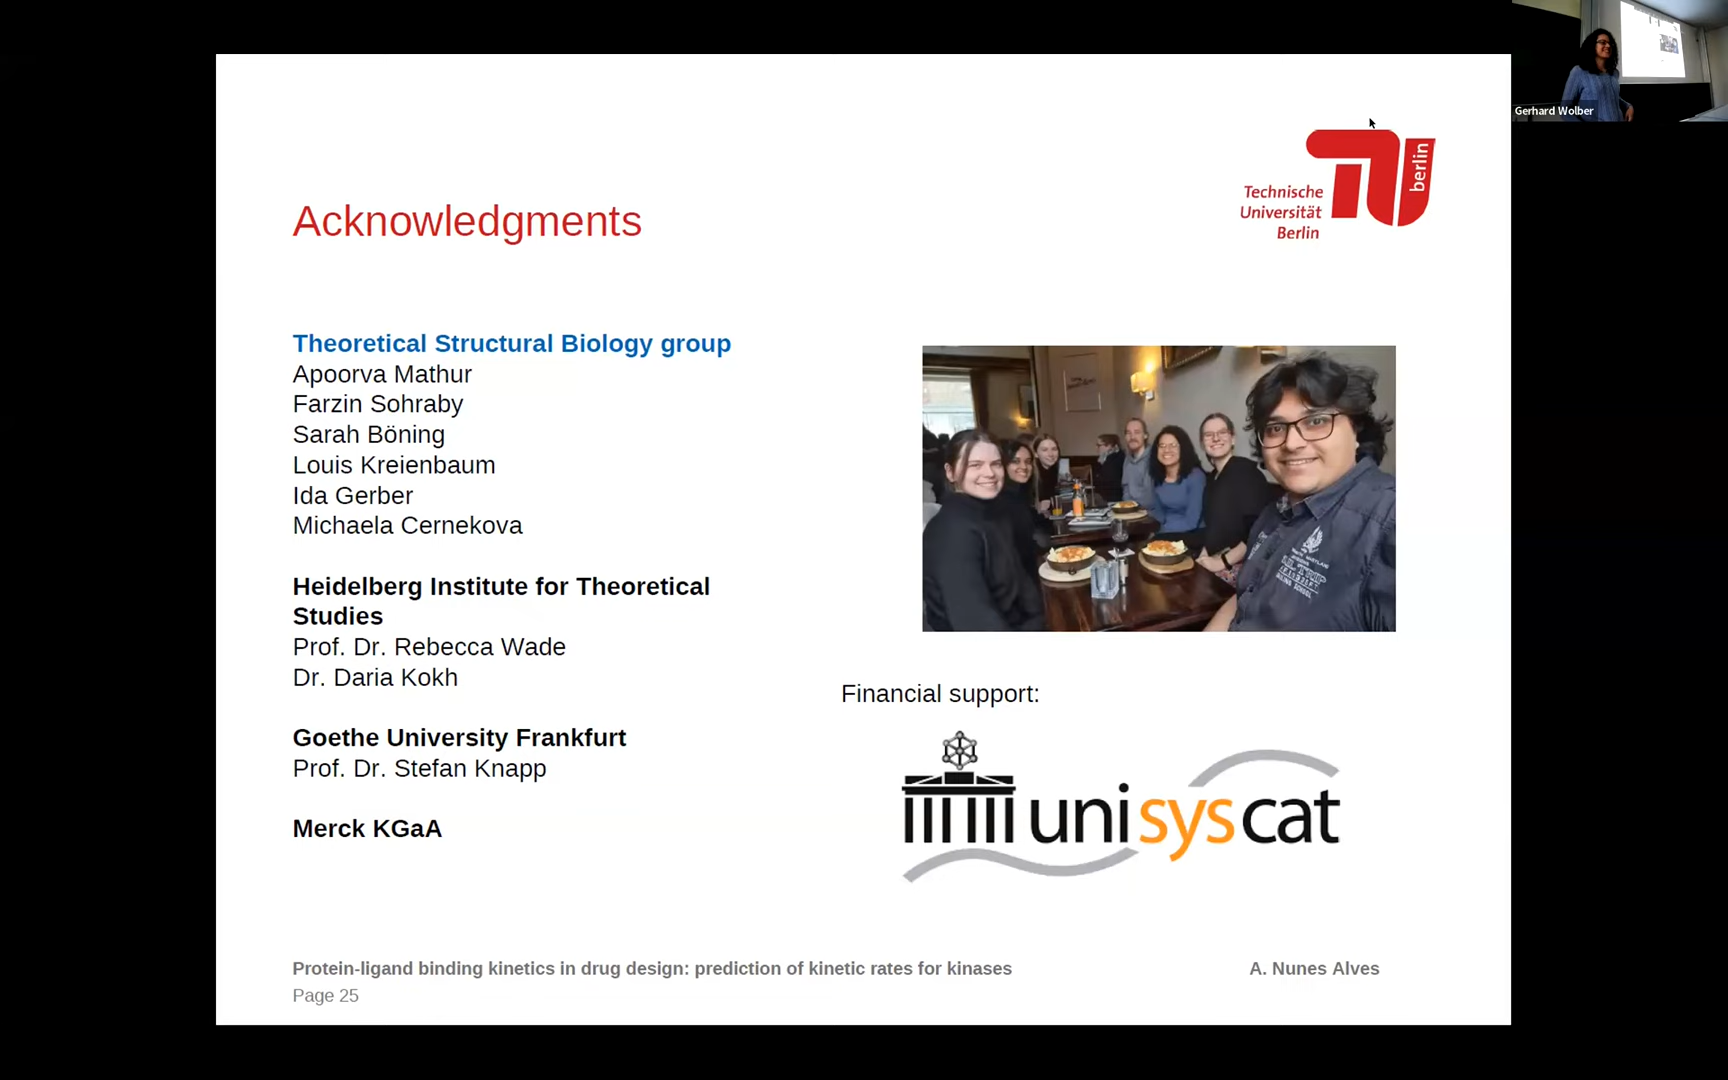 Gerhard Wolber
berlin
Technische
Universität
Berlin
Acknowledgments
Theoretical Structural Biology group
Apoorva Mathur
Farzin Sohraby
Sarah Böning
Louis Kreienbaum
Ida Gerber
Michaela Cernekova
Heidelberg Institute for Theoretical
Studies
Prof. Dr. Rebecca Wade
Dr. Daria Kokh
Goethe University Frankfurt
Prof. Dr. Stefan Knapp
Merck KGaA
Financial support:
unisyscat
Protein-ligand binding kinetics in drug design: prediction of kinetic rates for kinases
A. Nunes Alves
Page 25